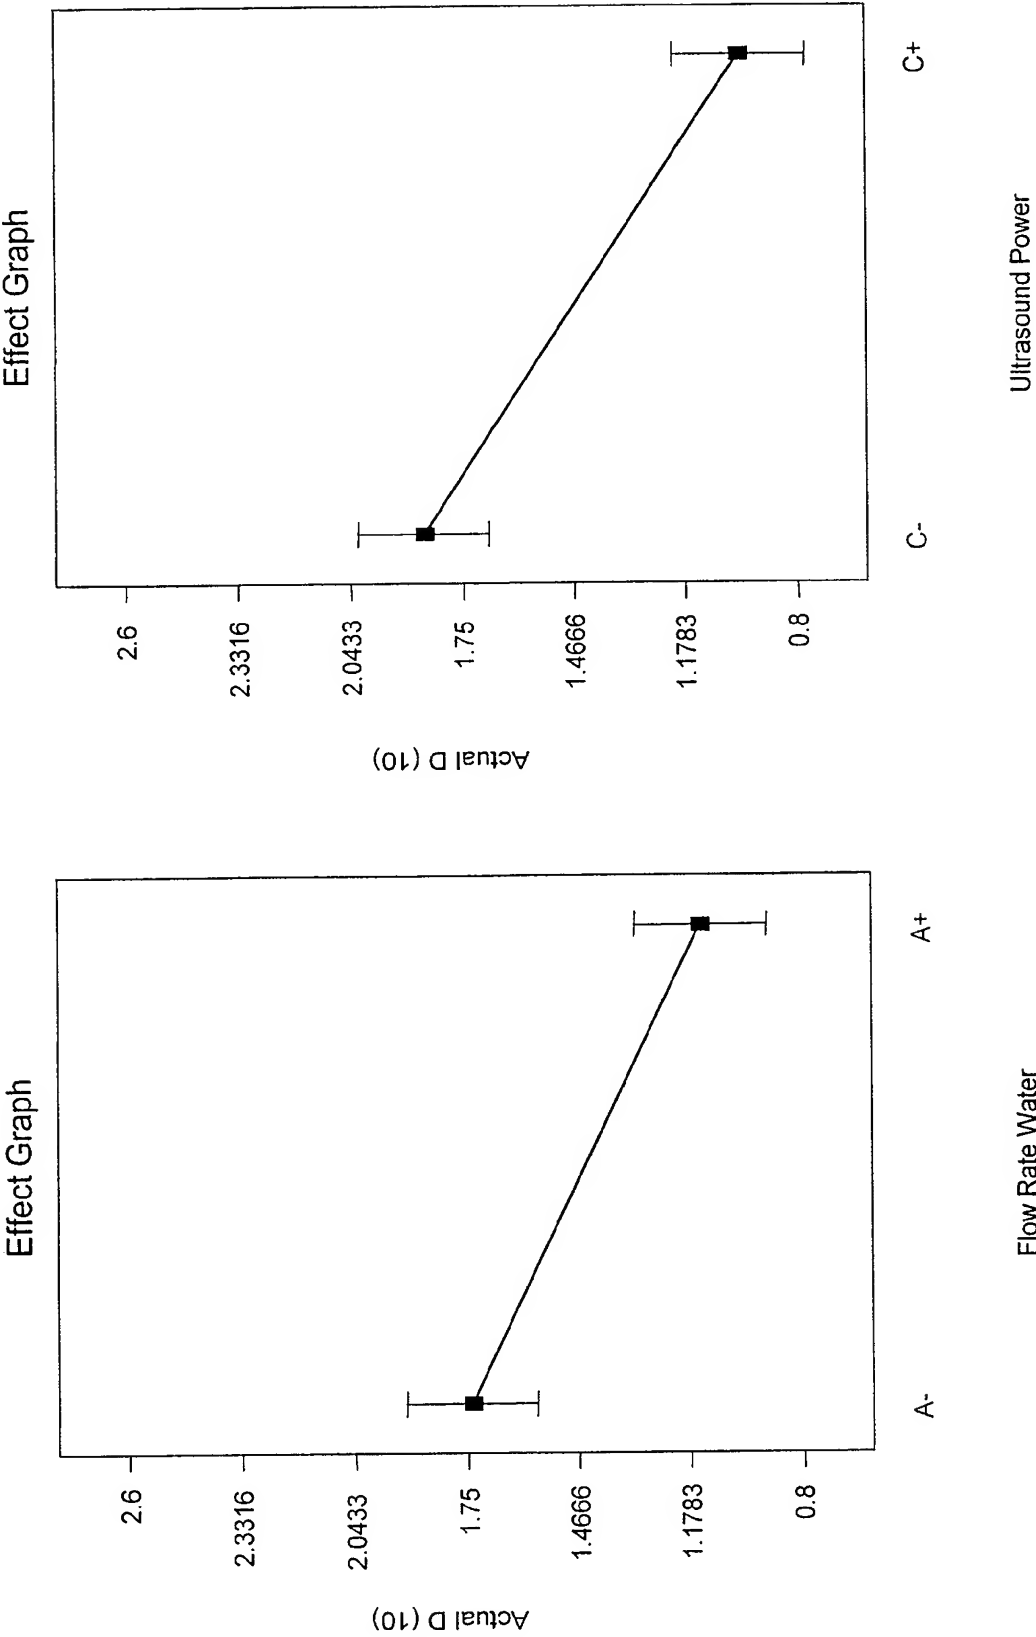 Effect Graph
Actual D (10)
2.6
2.3316
2.0433
1.75
1.4666
1.1783
0.8
A-
A+
Flow Rate Water
Effect Graph
Actual D (10)
2.6
2.3316
2.0433
1.75
1.4666
1.1783
0.8
C-
C+
Ultrasound Power